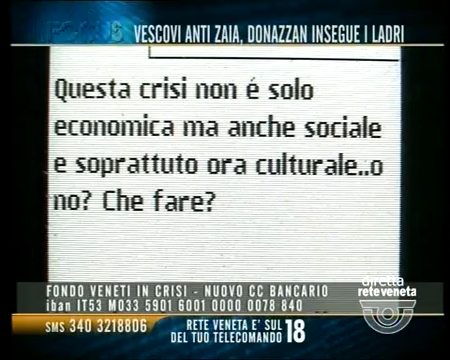 FOCUS
VESCOVI ANTI ZAIA, DONAZZAN INSEGUE I LADRI
Questa crisi non é solo
economica ma anche sociale
e soprattuto ora culturale..o
no? Che fare?
diretta
reteveneta
FONDO VENETI IN CRISI - NUOVO CC BANCARIO
iban IT53 M033 5901 6001 0000 0078 840
SMS 340 3218806
RETE VENETA E' SUL
DEL TUO TELECOMANDO 18